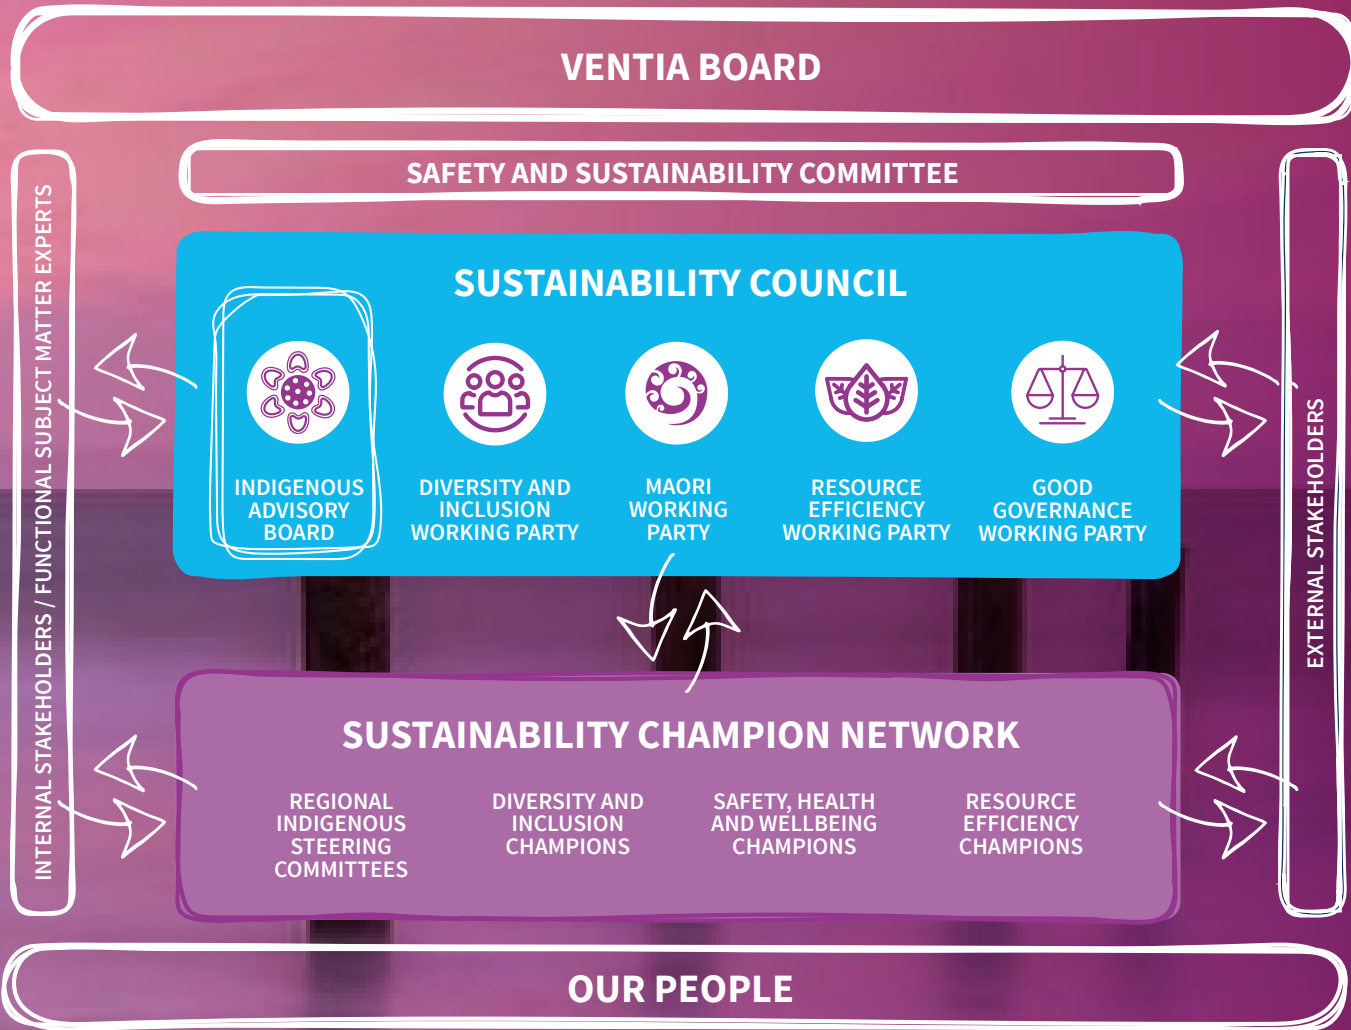 VENTIA BOARD
SAFETY AND SUSTAINABILITY COMMITTEE
INTERNAL STAKEHOLDERS / FUNCTIONAL SUBJECT MATTER EXPERTS
SUSTAINABILITY COUNCIL
INDIGENOUS
ADVISORY
BOARD
DIVERSITY AND
INCLUSION
WORKING PARTY
MAORI
WORKING
PARTY
RESOURCE
EFFICIENCY
WORKING PARTY
GOOD
GOVERNANCE
WORKING PARTY
EXTERNAL STAKEHOLDERS
SUSTAINABILITY CHAMPION NETWORK
REGIONAL
INDIGENOUS
STEERING
COMMITTEES
DIVERSITY AND
INCLUSION
CHAMPIONS
SAFETY, HEALTH
AND WELLBEING
CHAMPIONS
RESOURCE
EFFICIENCY
CHAMPIONS
OUR PEOPLE